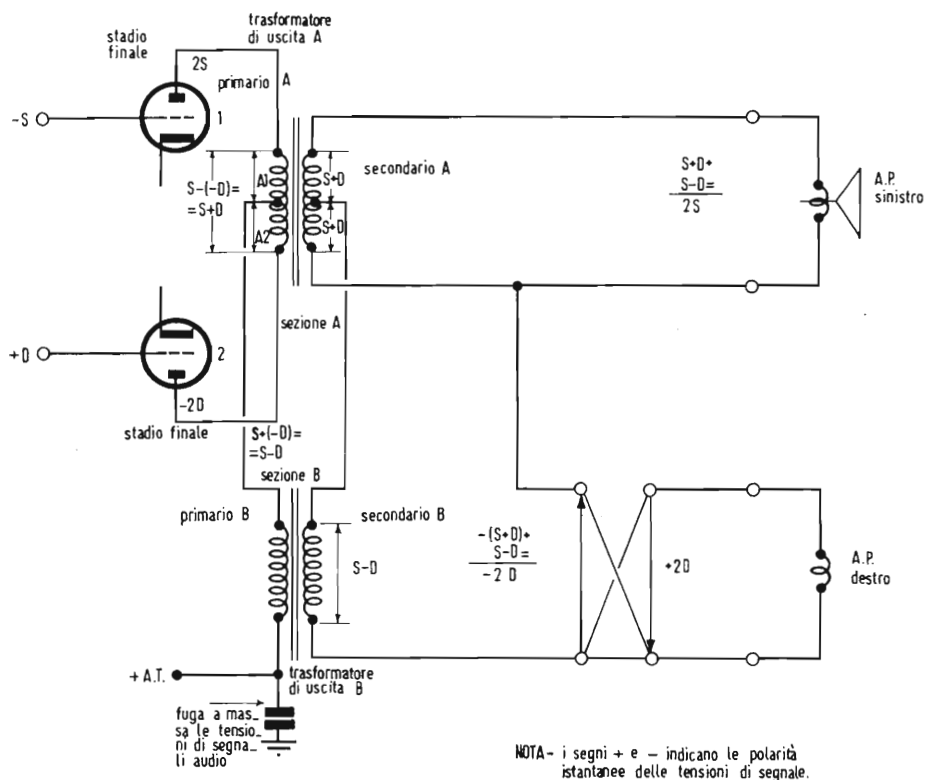 trasformatore
di uscita A
stadio
finale
2S
primario A
-S
1
S-(-D)=
=S+D
A1
A2
S+D
S+D
secondario A
S+D+
S-D=
2S
A.P.
sinistro
sezione A
+D
2
-2D
stadio finale
S+(-D)=
=S-D
sezione B
primario B
secondario B
S-D
-(S+D)+
S-D=
-2D
+2D
A.P.
destro
+ A.T.
trasformatore
di uscita B
fuga a mas_
sa le tensio_
ni di segna_
li audio
NOTA- i segni + e - indicano le polarità
istantanee delle tensioni di segnale.